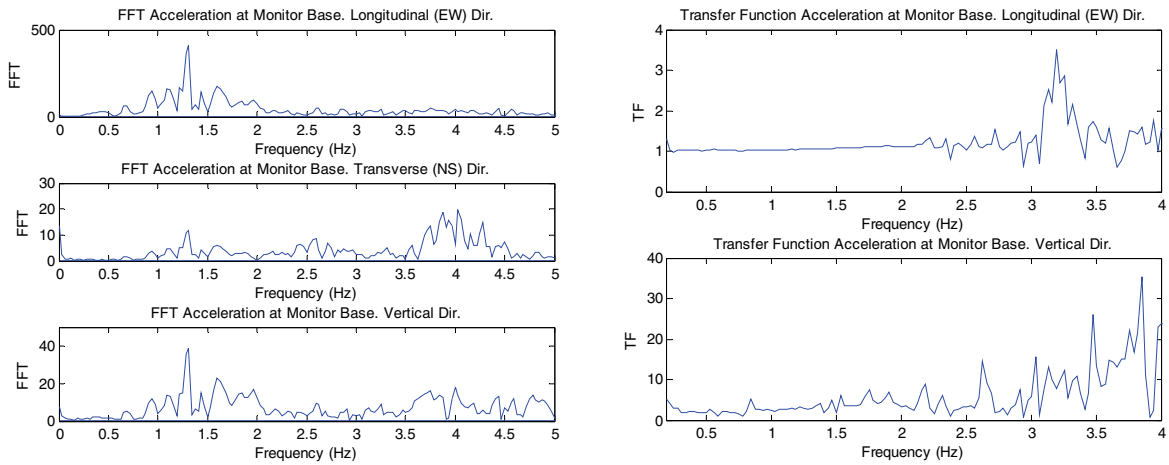 FFT Acceleration at Monitor Base. Longitudinal (EW) Dir.
500
0
FFT
0 0.5 1 1.5 2 2.5 3 3.5 4 4.5 5
Frequency (Hz)
FFT Acceleration at Monitor Base. Transverse (NS) Dir.
30
20
10
0
FFT
0 0.5 1 1.5 2 2.5 3 3.5 4 4.5 5
Frequency (Hz)
FFT Acceleration at Monitor Base. Vertical Dir.
40
20
0
FFT
0 0.5 1 1.5 2 2.5 3 3.5 4 4.5 5
Frequency (Hz)
Transfer Function Acceleration at Monitor Base. Longitudinal (EW) Dir.
4
3
2
1
0
TF
0.5 1 1.5 2 2.5 3 3.5 4
Frequency (Hz)
Transfer Function Acceleration at Monitor Base. Vertical Dir.
40
30
20
10
0
TF
0.5 1 1.5 2 2.5 3 3.5 4
Frequency (Hz)